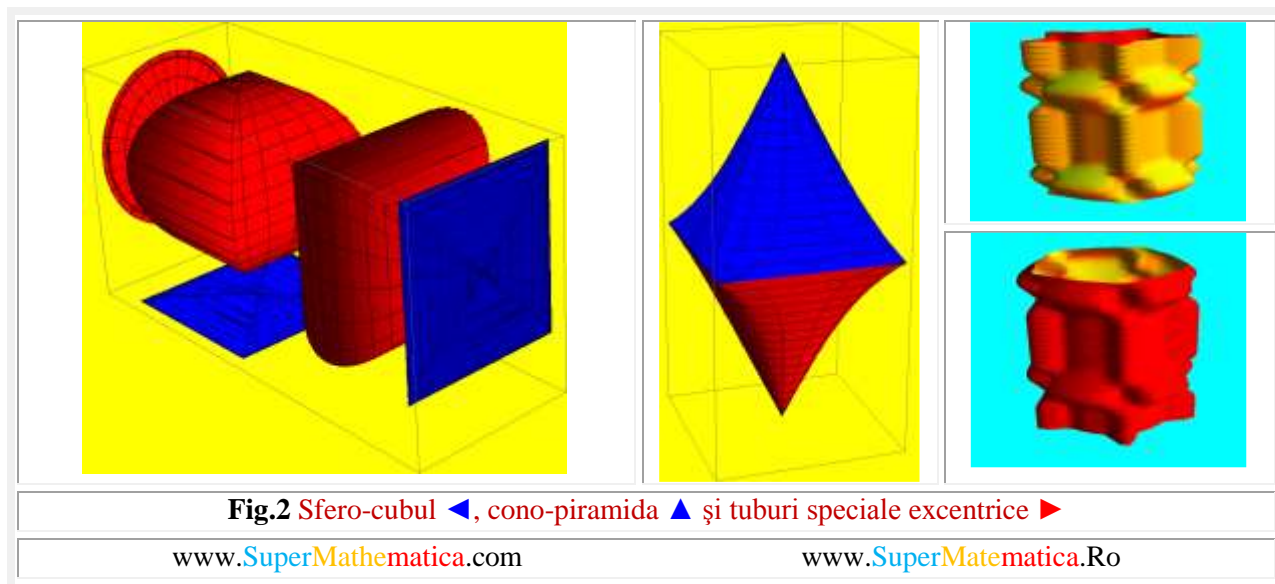 Fig.2 Sfero-cubul ◄, cono-piramida ▲ şi tuburi speciale excentrice ►
www.SuperMathematica.com www.SuperMatematica.Ro